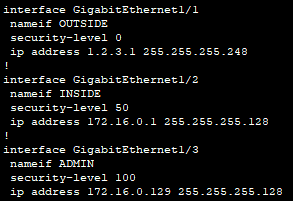 interface GigabitEthernet1/1
 nameif OUTSIDE
 security-level 0
 ip address 1.2.3.1 255.255.255.248
!
interface GigabitEthernet1/2
 nameif INSIDE
 security-level 50
 ip address 172.16.0.1 255.255.255.128
!
interface GigabitEthernet1/3
 nameif ADMIN
 security-level 100
 ip address 172.16.0.129 255.255.255.128